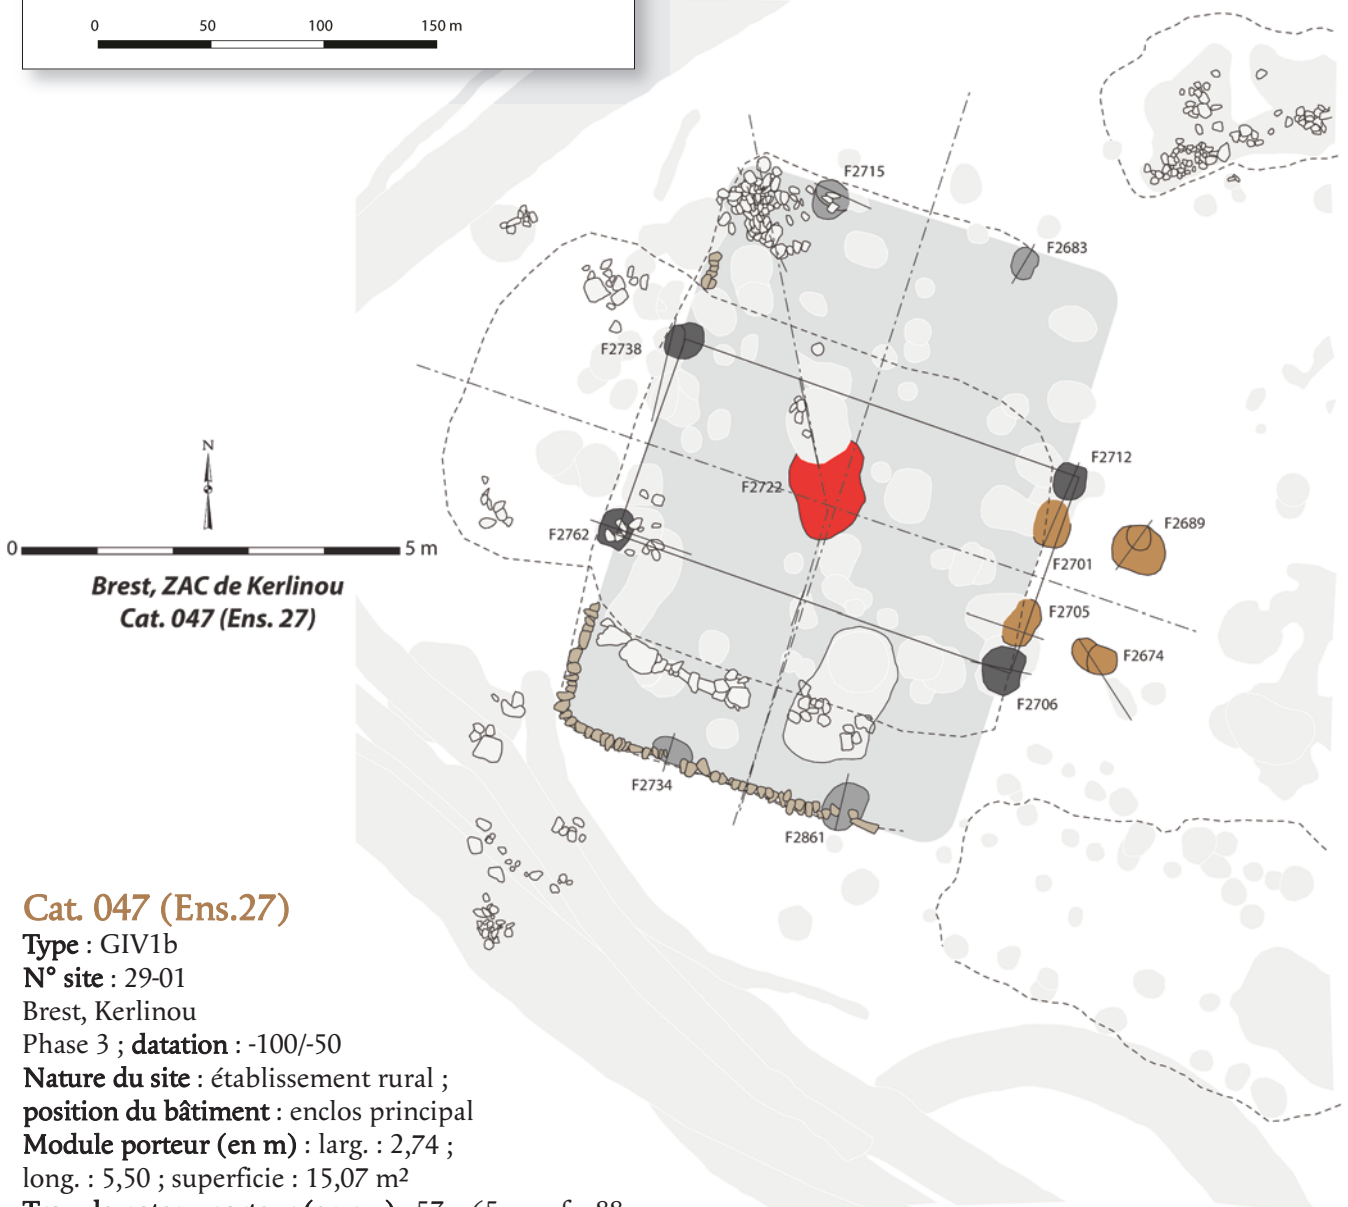 0 50 100 150 m
F2715
F2683
F2738
F2712
F2722
F2689
F2762
F2701
F2705
F2674
F2706
F2734
F2861
N
0 5 m
Brest, ZAC de Kerlinou
Cat. 047 (Ens. 27)
Cat. 047 (Ens.27)
Type : GIV1b
N° site : 29-01
Brest, Kerlinou
Phase 3 ; datation : -100/-50
Nature du site : établissement rural ;
position du bâtiment : enclos principal
Module porteur (en m) : larg. : 2,74 ;
long. : 5,50 ; superficie : 15,07 m²